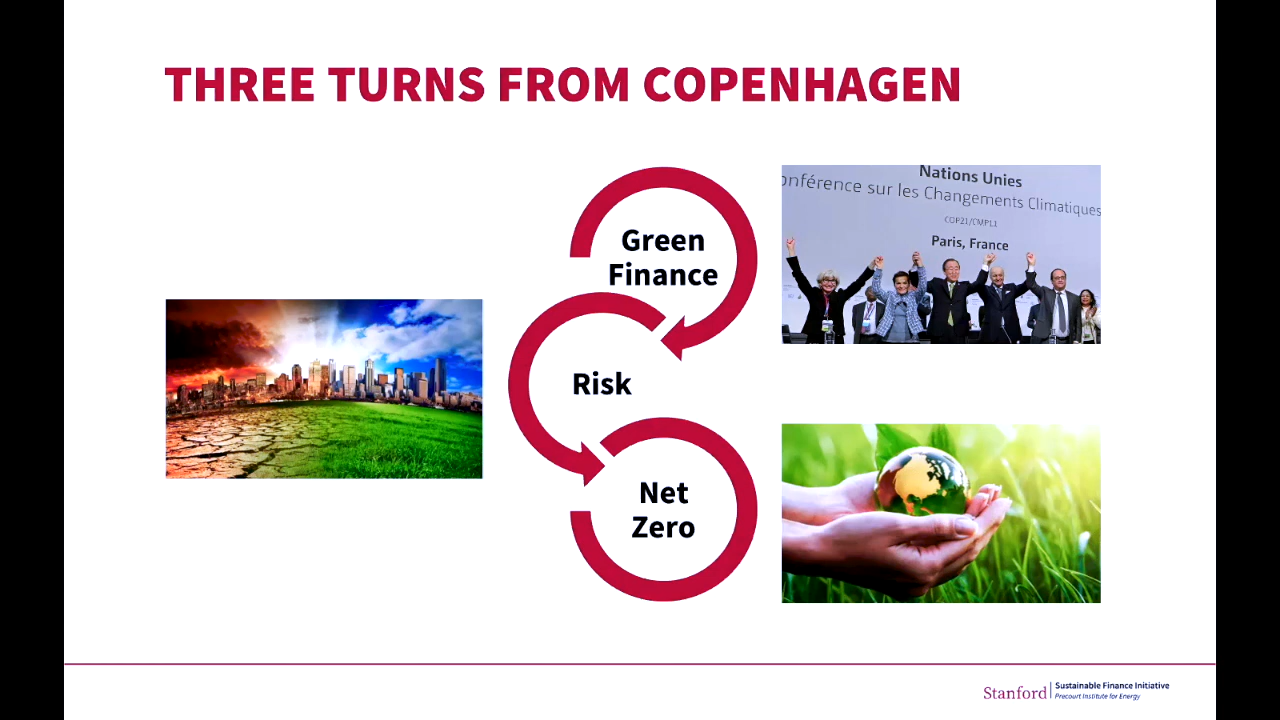 THREE TURNS FROM COPENHAGEN
Green
Finance
Nations Unies
onférence sur les Changements Climatiques
COP21/CMP11
Paris, France
Risk
Net
Zero
Stanford
Sustainable Finance Initiative
Precourt Institute for Energy